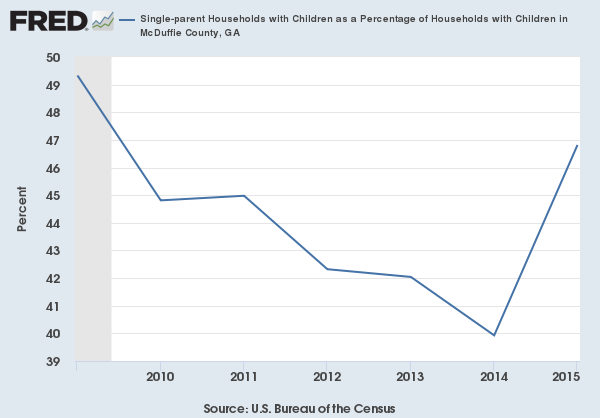 FRED
Single-parent Households with Children as a Percentage of Households with Children in
McDuffie County, GA
50
49
48
47
46
45
44
43
42
41
40
39
Percent
2010 2011 2012 2013 2014 2015
Source: U.S. Bureau of the Census